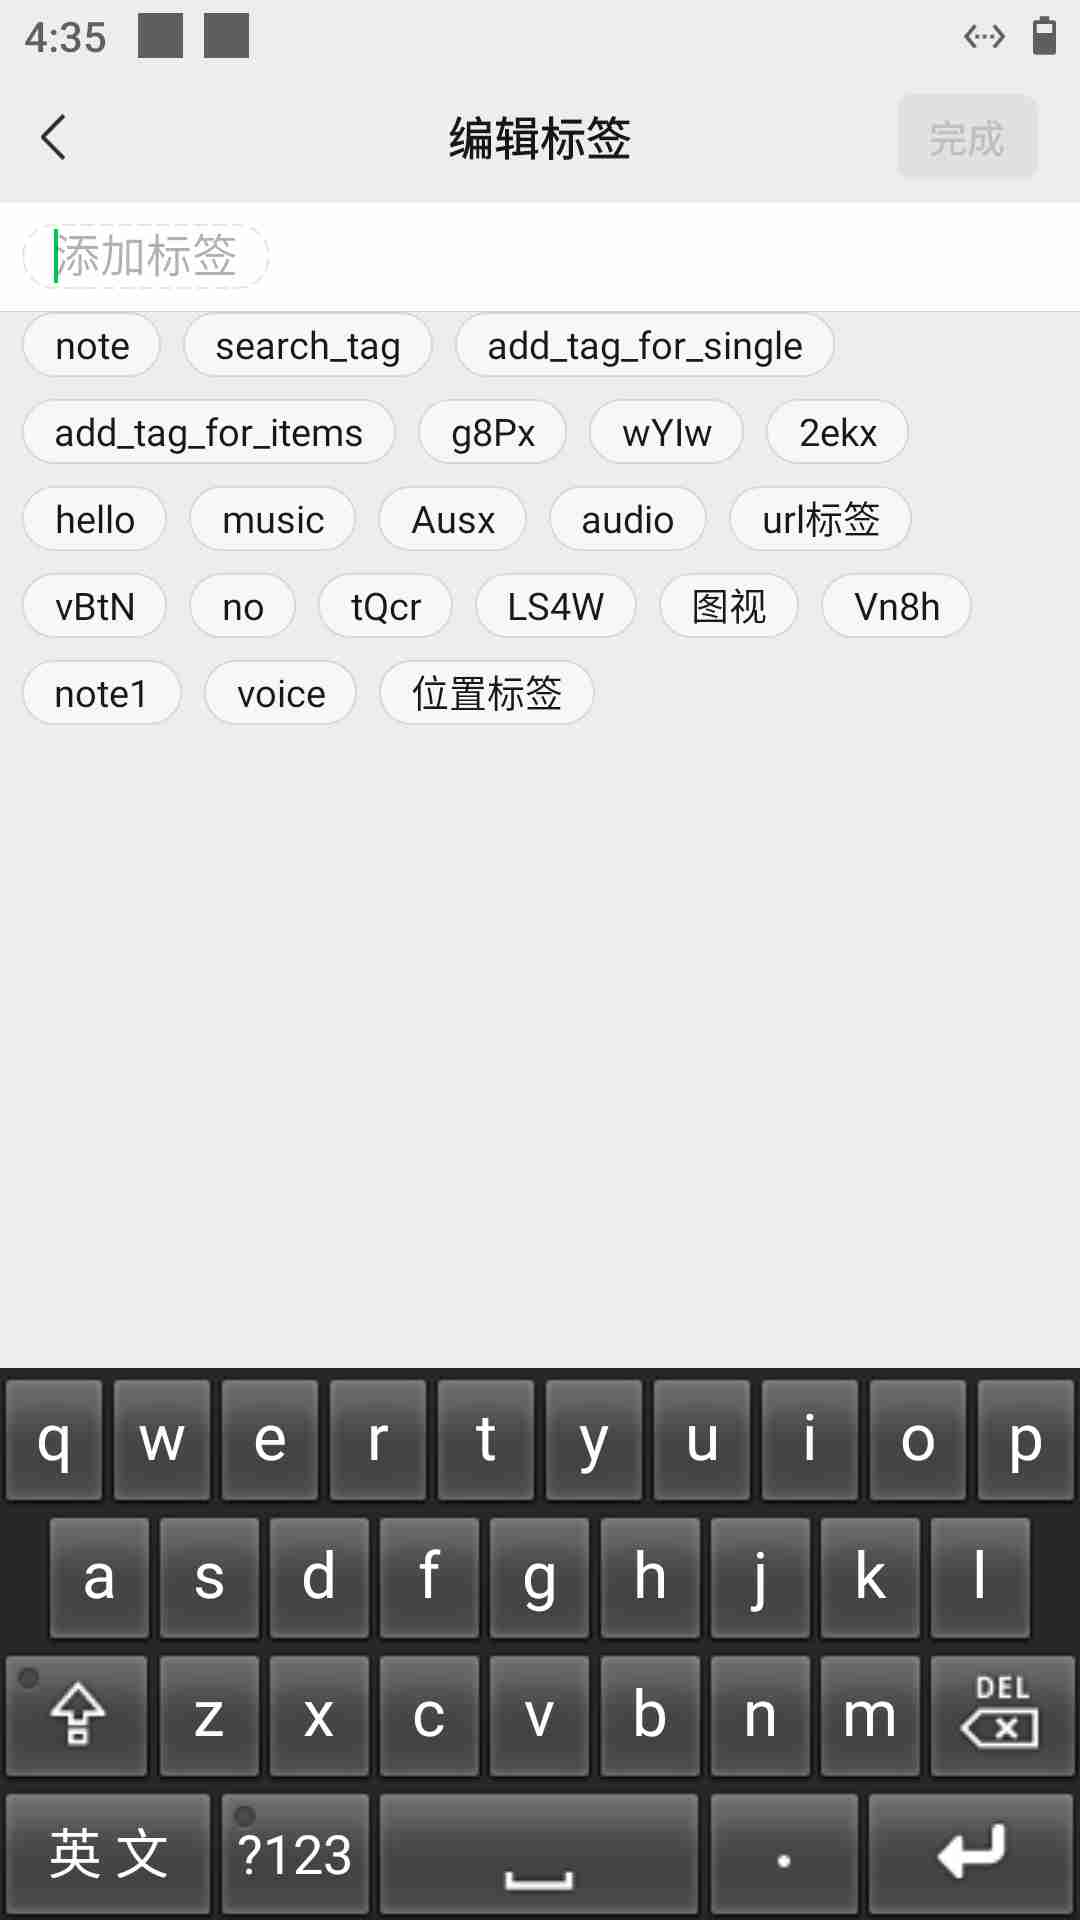 4:35
编辑标签
完成
添加标签
note search_tag add_tag_for_single
add_tag_for_items g8Px wYIw 2ekx
hello music Ausx audio url标签
vBtN no tQcr LS4W 图视 Vn8h
note1 voice 位置标签
q w e r t y u i o p
a s d f g h j k l
z x c v b n m DEL
英文 ?123 .